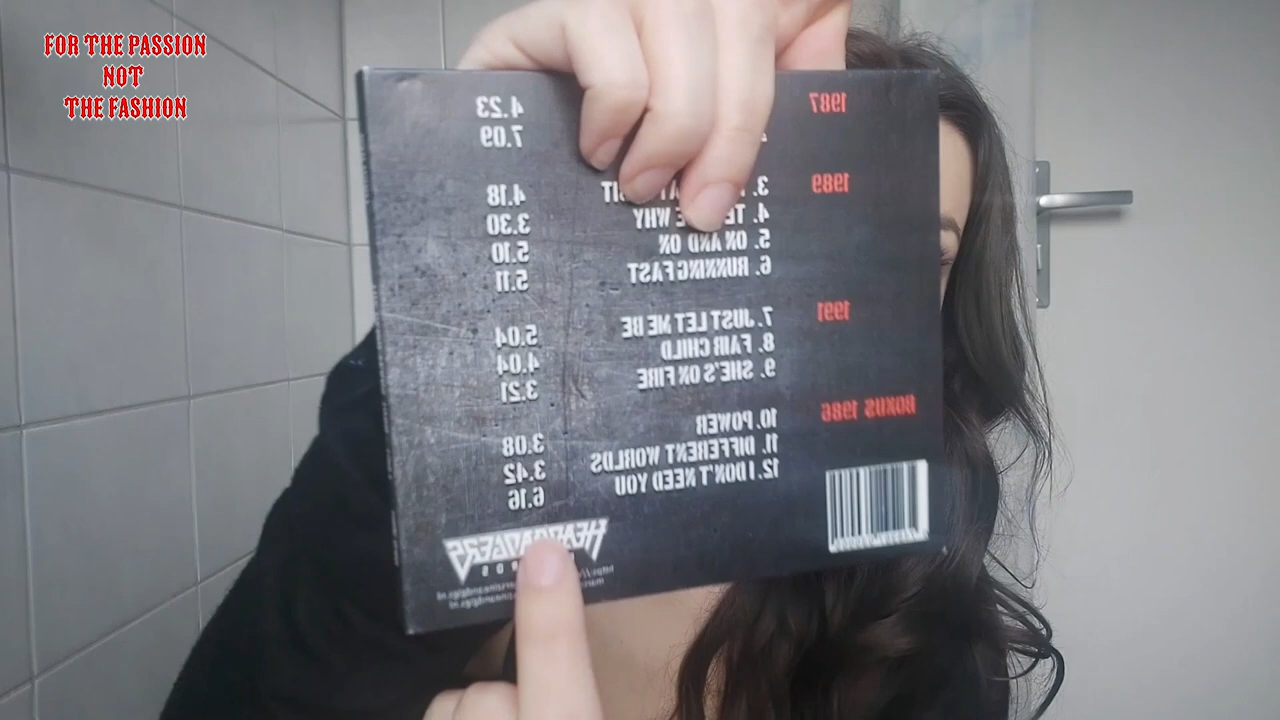 FOR THE PASSION
NOT
THE FASHION
1987
4.23
7.09
1989
3. 4.18
4. WHY 3.30
5. ON AND ON 5.10
6. RUNNING FAST 5.11
1991
7. JUST LET ME BE 5.04
8. FAIR CHILD 4.04
9. SHE'S ON FIRE 3.21
BONUS 1986
10. POWER 3.08
11. DIFFERENT WORLDS 3.42
12. I DON'T NEED YOU 6.16